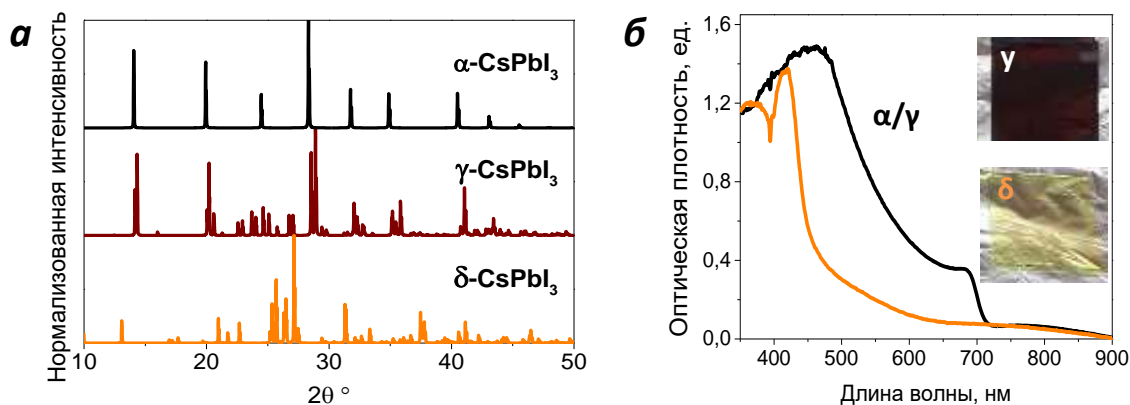 а
Нормализованная интенсивность
α-CsPbI₃
γ-CsPbI₃
δ-CsPbI₃
10 20 30 40 50
2θ °
б
Оптическая плотность, ед.
1,6
1,2
0,8
0,4
0,0
α/γ
γ
δ
400 500 600 700 800 900
Длина волны, нм